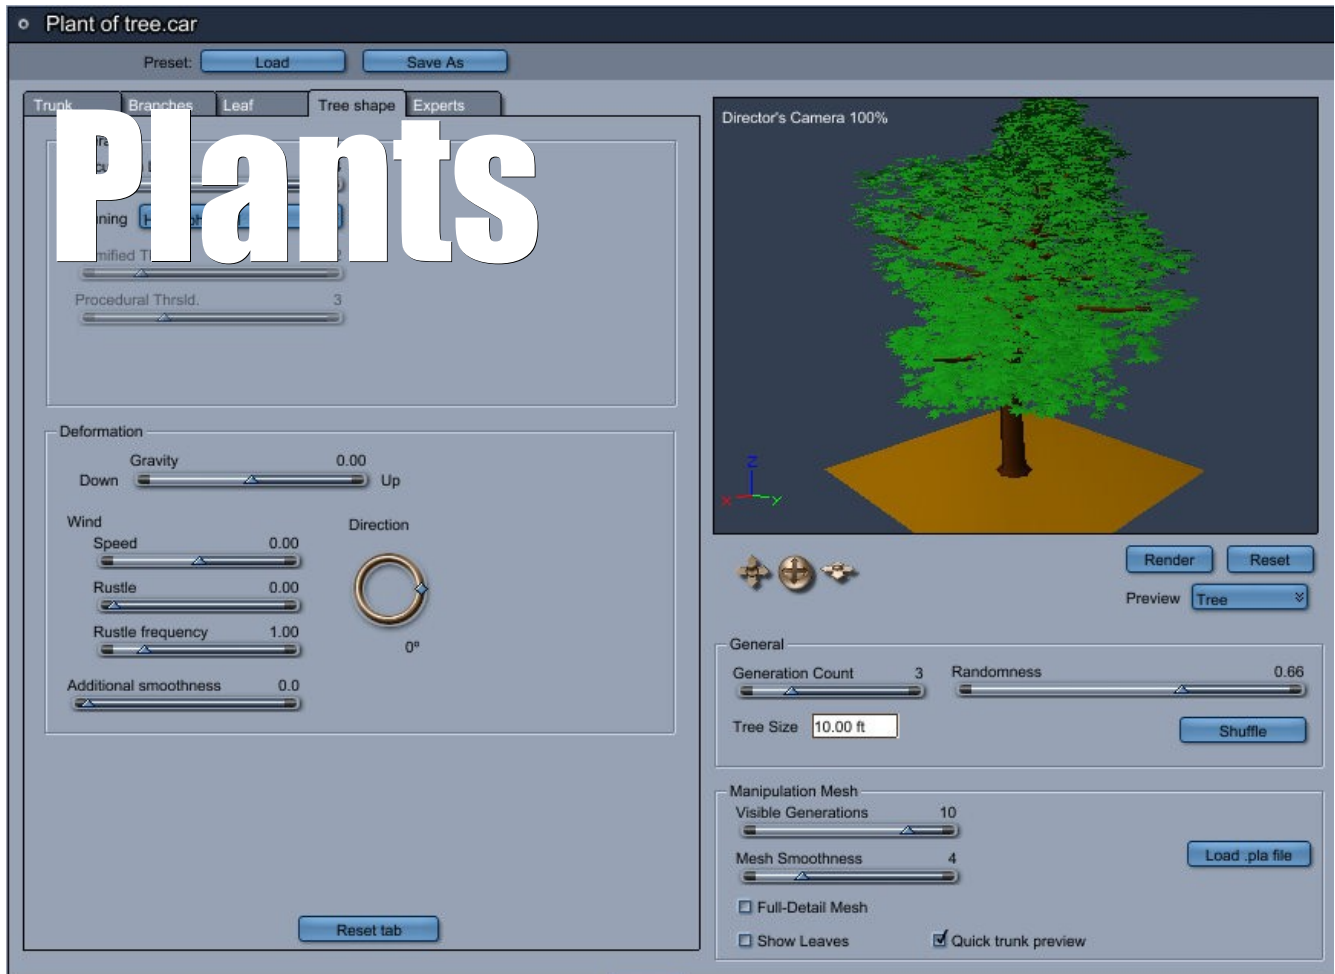 Plant of tree.car
Preset: Load Save As
Trunk Branches Leaf Tree shape Experts
Plants
Procedural Thrsld. 3
Deformation
Gravity 0.00
Down Up
Wind
Direction
Speed 0.00
Rustle 0.00
Rustle frequency 1.00
0°
Additional smoothness 0.0
Reset tab
Director's Camera 100%
Z
X Y
Render Reset
Preview Tree
General
Generation Count 3 Randomness 0.66
Tree Size 10.00 ft Shuffle
Manipulation Mesh
Visible Generations 10
Mesh Smoothness 4
Load .pla file
Full-Detail Mesh
Show Leaves Quick trunk preview